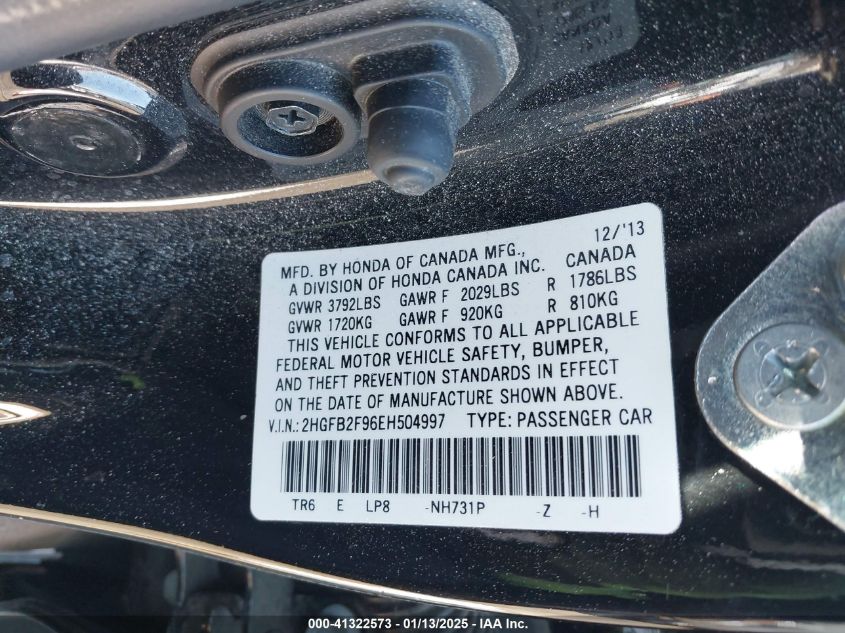 12/'13
MFD. BY HONDA OF CANADA MFG., CANADA
A DIVISION OF HONDA CANADA INC.
GVWR 3792LBS GAWR F 2029LBS R 1786LBS
GVWR 1720KG GAWR F 920KG R 810KG
THIS VEHICLE CONFORMS TO ALL APPLICABLE
FEDERAL MOTOR VEHICLE SAFETY, BUMPER,
AND THEFT PREVENTION STANDARDS IN EFFECT
ON THE DATE OF MANUFACTURE SHOWN ABOVE.
V.I.N.: 2HGFB2F96EH504997 TYPE: PASSENGER CAR
TR6 E LP8 -NH731P -Z -H
000-41322573 - 01/13/2025 - IAA Inc.